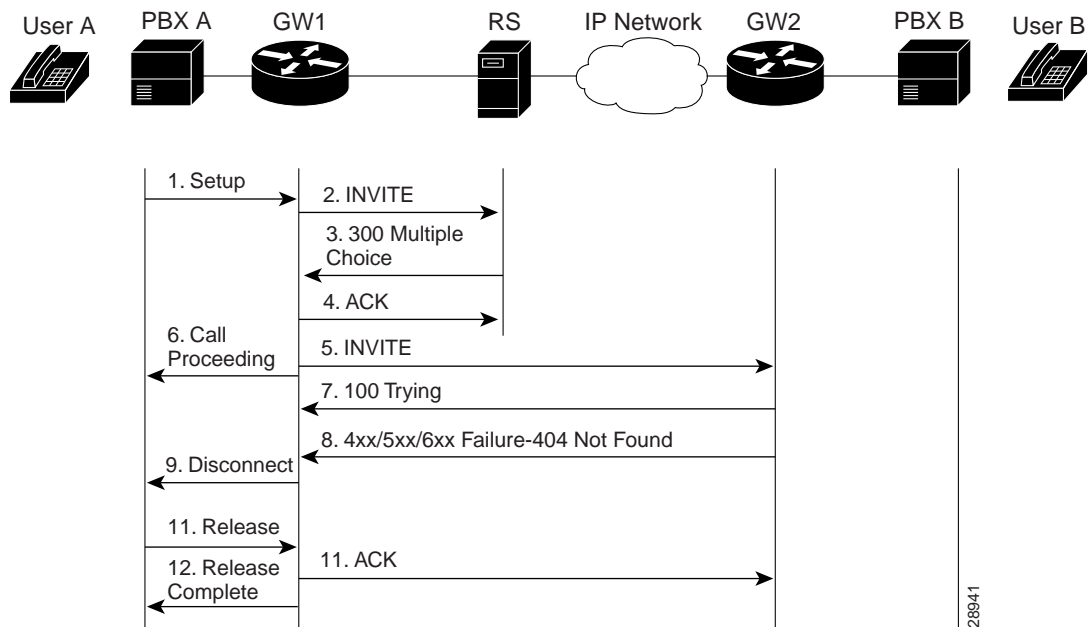 User A
PBX A
GW1
RS
IP Network
GW2
PBX B
User B
1. Setup
2. INVITE
3. 300 Multiple
Choice
4. ACK
6. Call
Proceeding
5. INVITE
7. 100 Trying
8. 4xx/5xx/6xx Failure-404 Not Found
9. Disconnect
11. Release
11. ACK
12. Release
Complete
28941